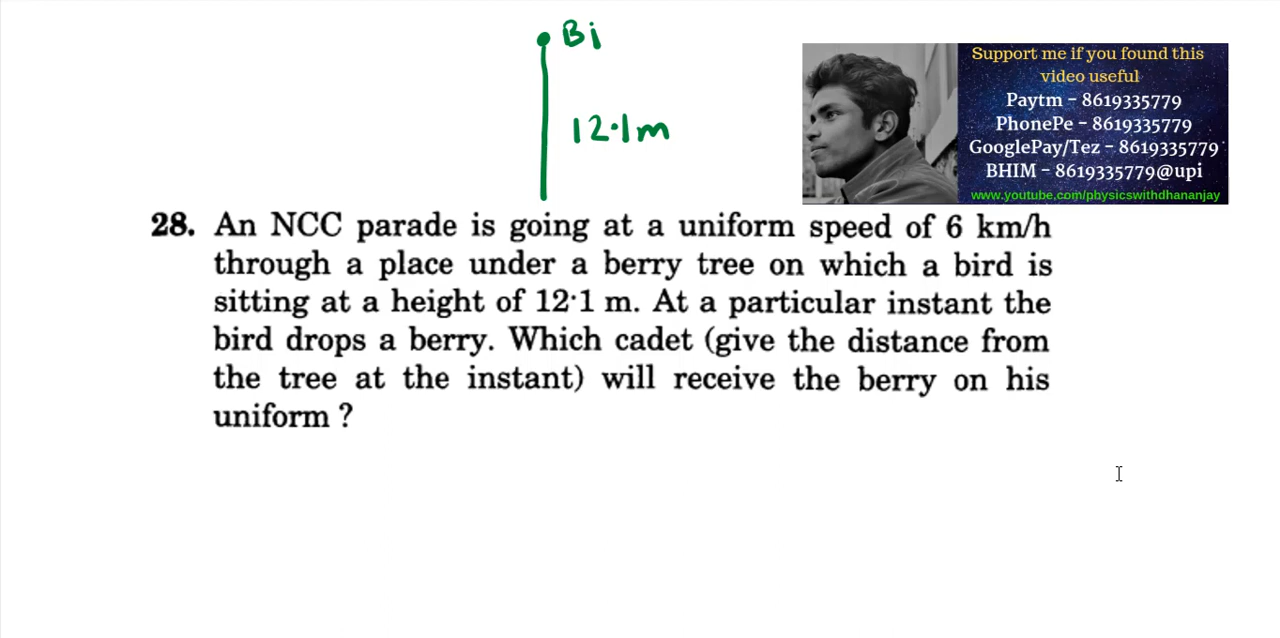 Bi
12.1m
Support me if you found this
video useful
Paytm - 8619335779
PhonePe - 8619335779
GooglePay/Tez - 8619335779
BHIM - 8619335779@upi
www.youtube.com/physicswithdhananjay
28. An NCC parade is going at a uniform speed of 6 km/h
through a place under a berry tree on which a bird is
sitting at a height of 12·1 m. At a particular instant the
bird drops a berry. Which cadet (give the distance from
the tree at the instant) will receive the berry on his
uniform ?